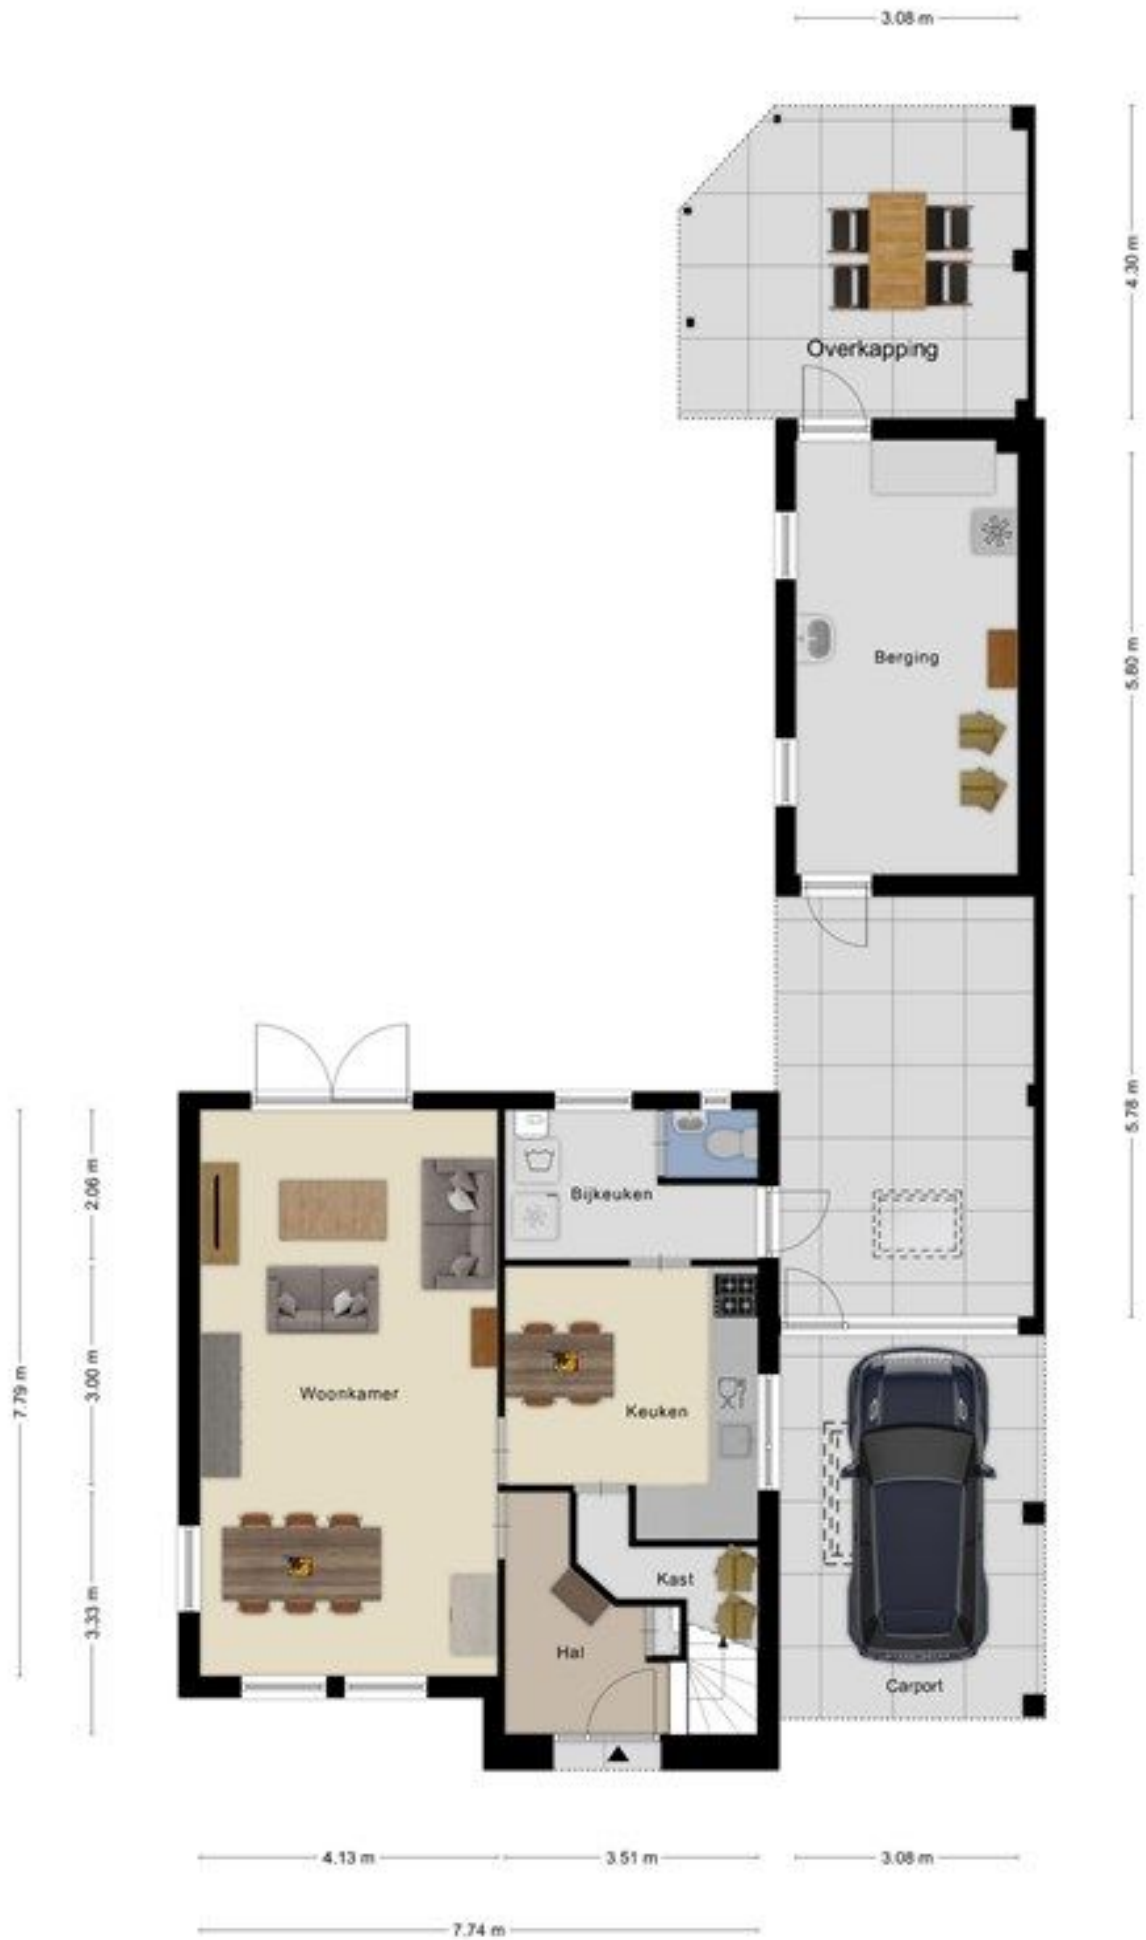 3.08 m
4.30 m
Overkapping
5.80 m
Berging
5.78 m
2.06 m
Bijkeuken
7.79 m
3.00 m
Woonkamer
Keuken
3.33 m
Kast
Hal
Carport
4.13 m
3.51 m
3.08 m
7.74 m